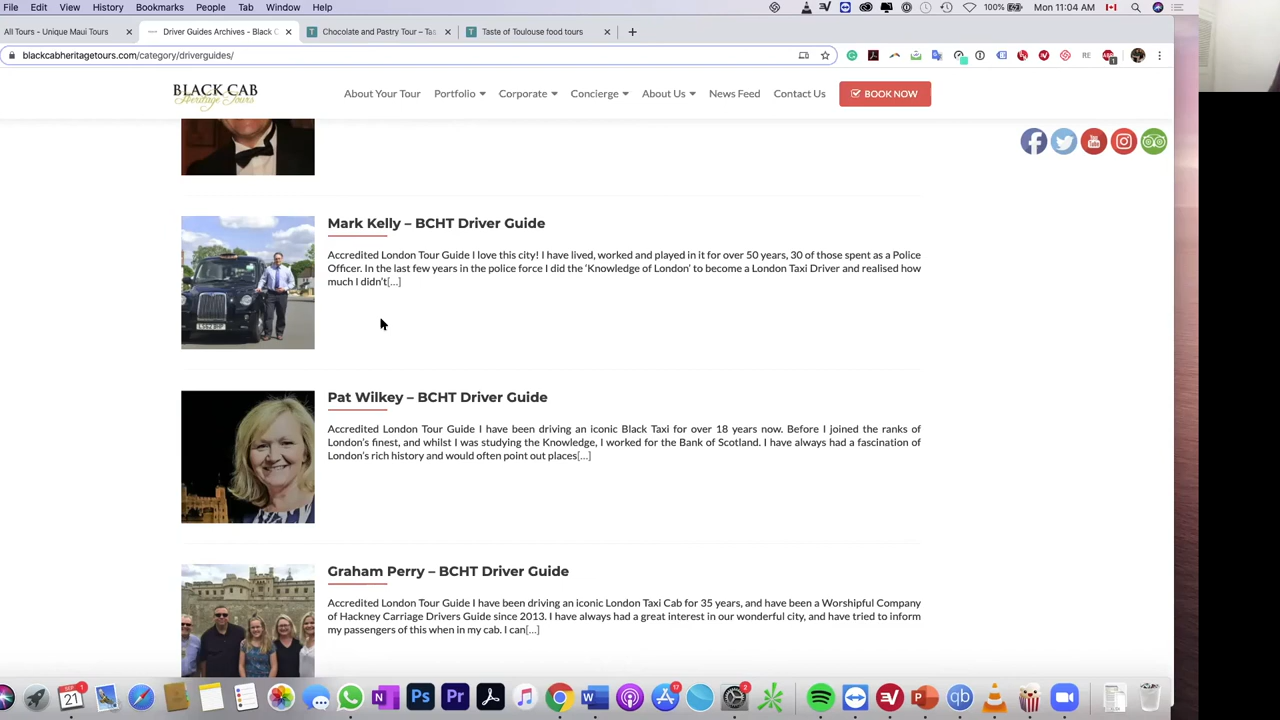 File Edit View History Bookmarks People Tab Window Help 100% Mon 11:04 AM
All Tours - Unique Maui Tours Driver Guides Archives - Black C Chocolate and Pastry Tour - Tas Taste of Toulouse food tours
blackcabheritagetours.com/category/driverguides/
BLACK CAB
Heritage Tours
About Your Tour Portfolio Corporate Concierge About Us News Feed Contact Us BOOK NOW
Mark Kelly – BCHT Driver Guide
Accredited London Tour Guide I love this city! I have lived, worked and played in it for over 50 years, 30 of those spent as a Police
Officer. In the last few years in the police force I did the ‘Knowledge of London’ to become a London Taxi Driver and realised how
much I didn’t[...]
Pat Wilkey – BCHT Driver Guide
Accredited London Tour Guide I have been driving an iconic Black Taxi for over 18 years now. Before I joined the ranks of
London’s finest, and whilst I was studying the Knowledge, I worked for the Bank of Scotland. I have always had a fascination of
London’s rich history and would often point out places[...]
Graham Perry – BCHT Driver Guide
Accredited London Tour Guide I have been driving an iconic London Taxi Cab for 35 years, and have been a Worshipful Company
of Hackney Carriage Drivers Guide since 2013. I have always had a great interest in our wonderful city, and have tried to inform
my passengers of this when in my cab. I can[...]
SEP 21